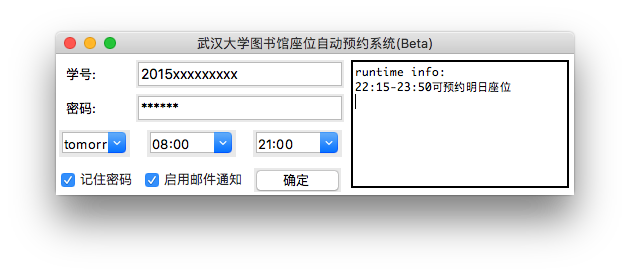 武汉大学图书馆座位自动预约系统(Beta)
学号: 2015xxxxxxxxx
密码: ******
tomorr 08:00 21:00
记住密码 启用邮件通知 确定
runtime info:
22:15-23:50可预约明日座位